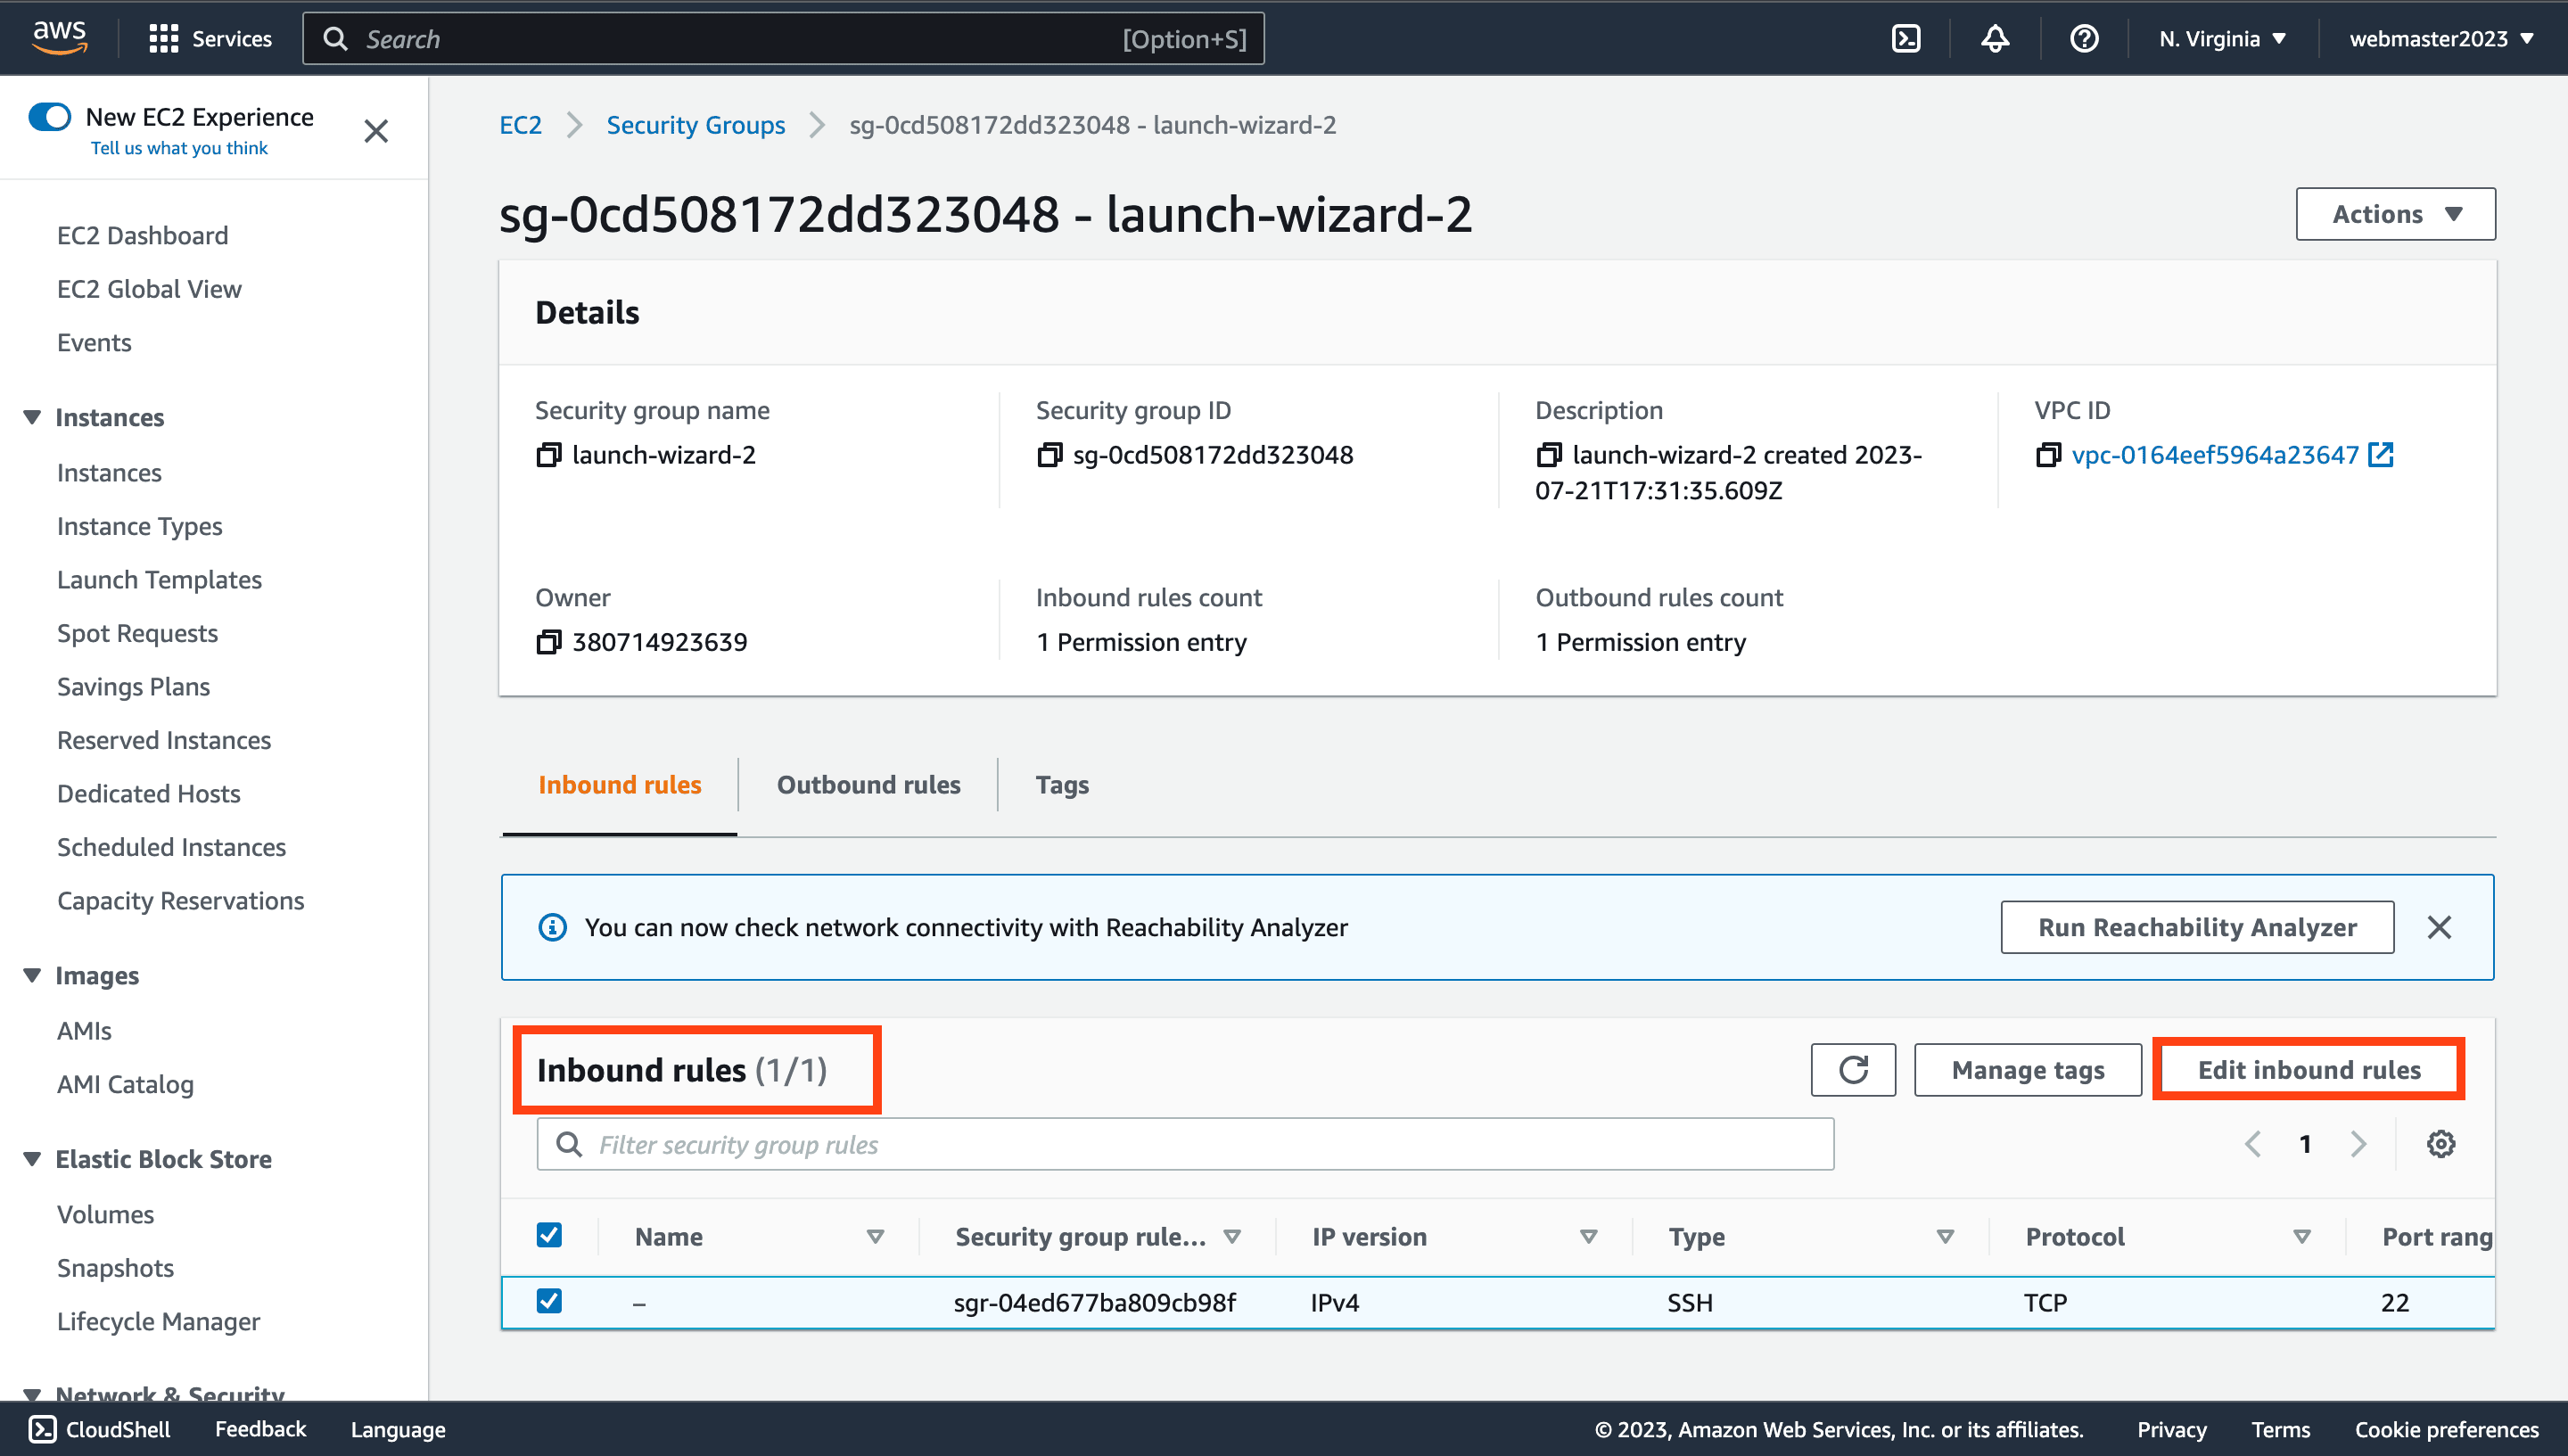 aws
Services
Search
[Option+S]
N. Virginia
webmaster2023
New EC2 Experience
Tell us what you think
EC2 Dashboard
EC2 Global View
Events
Instances
Instances
Instance Types
Launch Templates
Spot Requests
Savings Plans
Reserved Instances
Dedicated Hosts
Scheduled Instances
Capacity Reservations
Images
AMIs
AMI Catalog
Elastic Block Store
Volumes
Snapshots
Lifecycle Manager
Network & Security
EC2 Security Groups sg-0cd508172dd323048 - launch-wizard-2
sg-0cd508172dd323048 - launch-wizard-2
Actions
Details
Security group name
launch-wizard-2
Security group ID
sg-0cd508172dd323048
Description
launch-wizard-2 created 2023-
07-21T17:31:35.609Z
VPC ID
vpc-0164eef5964a23647
Owner
380714923639
Inbound rules count
1 Permission entry
Outbound rules count
1 Permission entry
Inbound rules
Outbound rules
Tags
You can now check network connectivity with Reachability Analyzer
Run Reachability Analyzer
Inbound rules (1/1)
Manage tags
Edit inbound rules
Filter security group rules
1
Name Security group rule... IP version Type Protocol Port rang
– sgr-04ed677ba809cb98f IPv4 SSH TCP 22
CloudShell Feedback Language
© 2023, Amazon Web Services, Inc. or its affiliates. Privacy Terms Cookie preferences